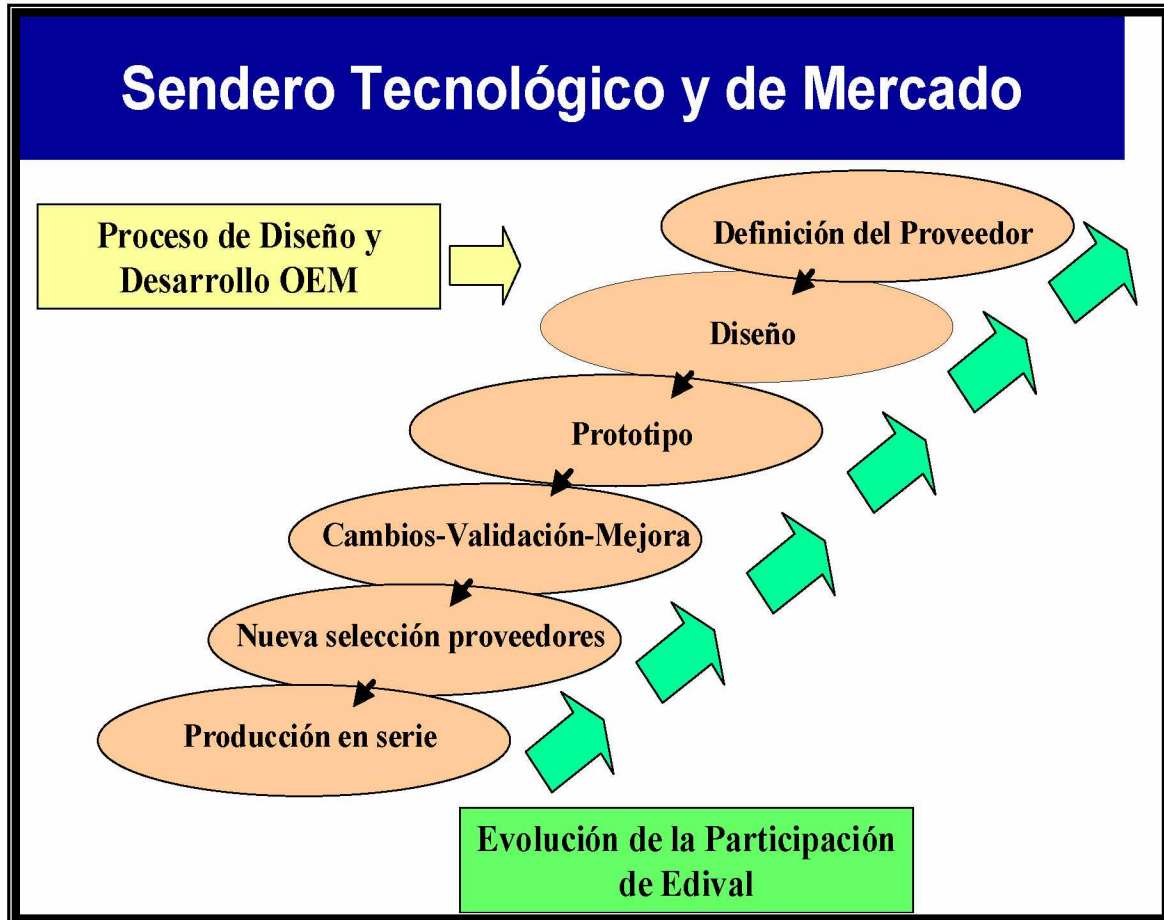 Sendero Tecnológico y de Mercado
Proceso de Diseño y
Desarrollo OEM
Definición del Proveedor
Diseño
Prototipo
Cambios-Validación-Mejora
Nueva selección proveedores
Producción en serie
Evolución de la Participación
de Edival